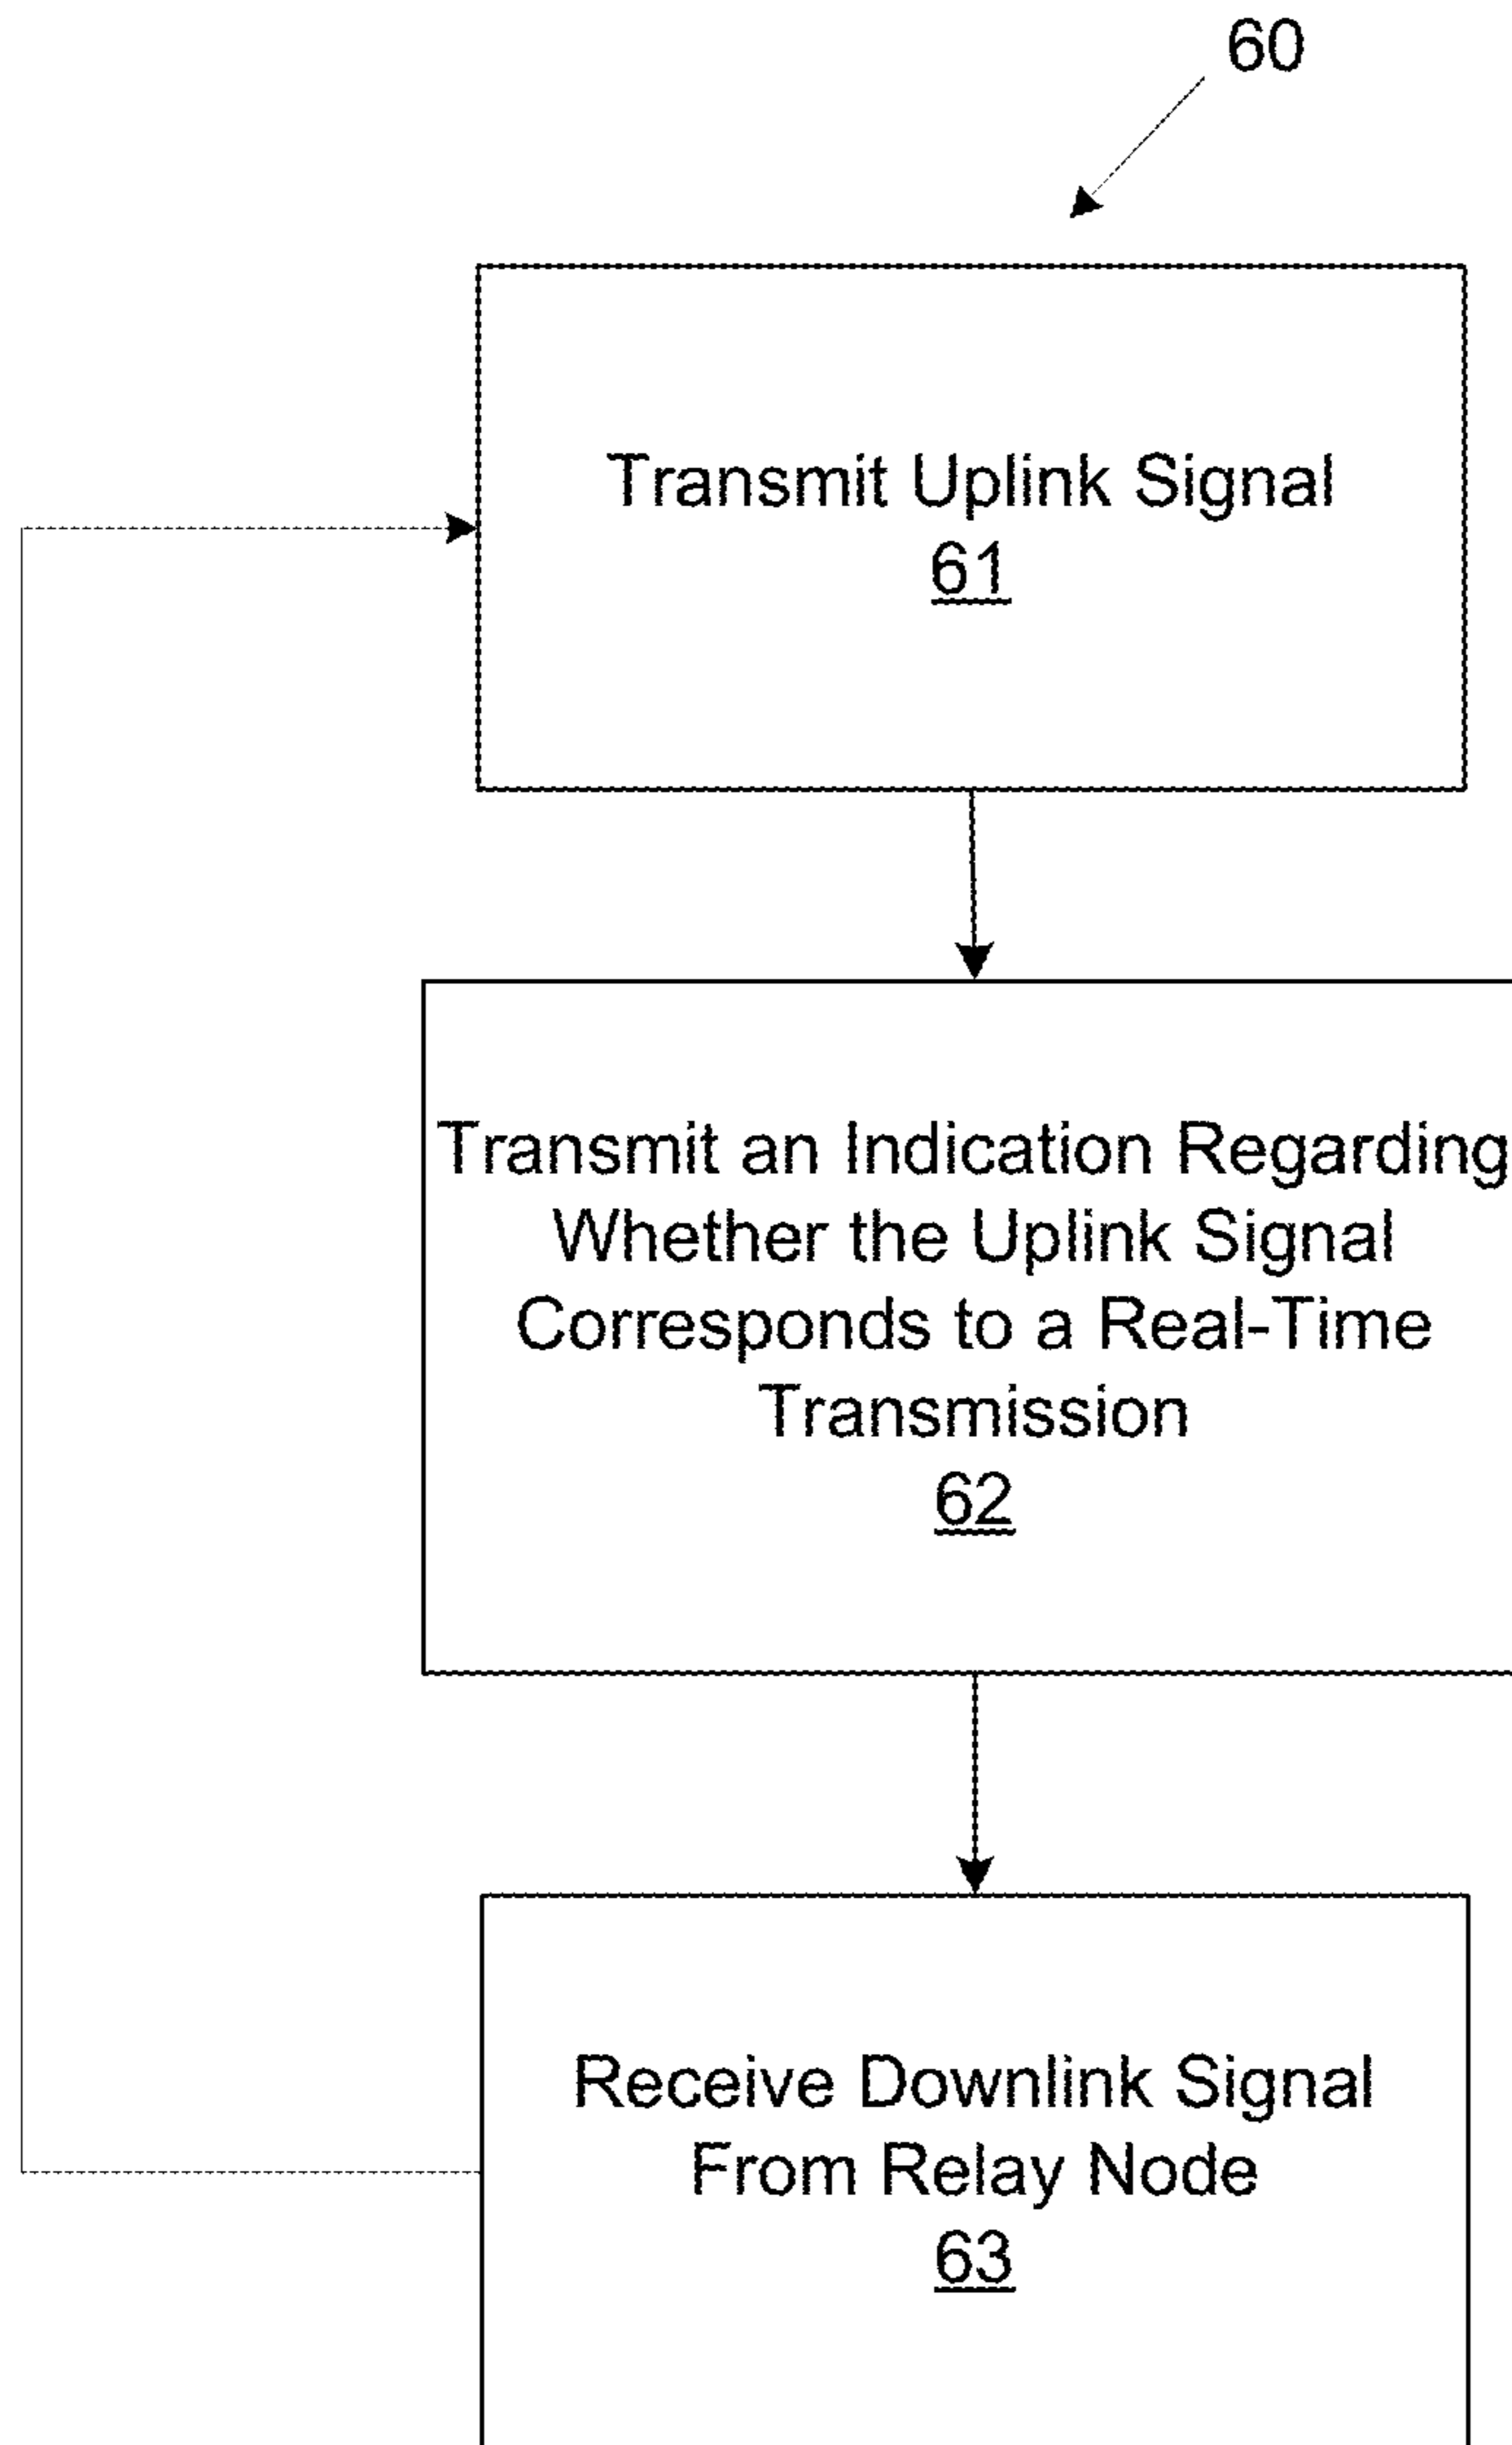 60
Transmit Uplink Signal
61
Transmit an Indication Regarding
Whether the Uplink Signal
Corresponds to a Real-Time
Transmission
62
Receive Downlink Signal
From Relay Node
63